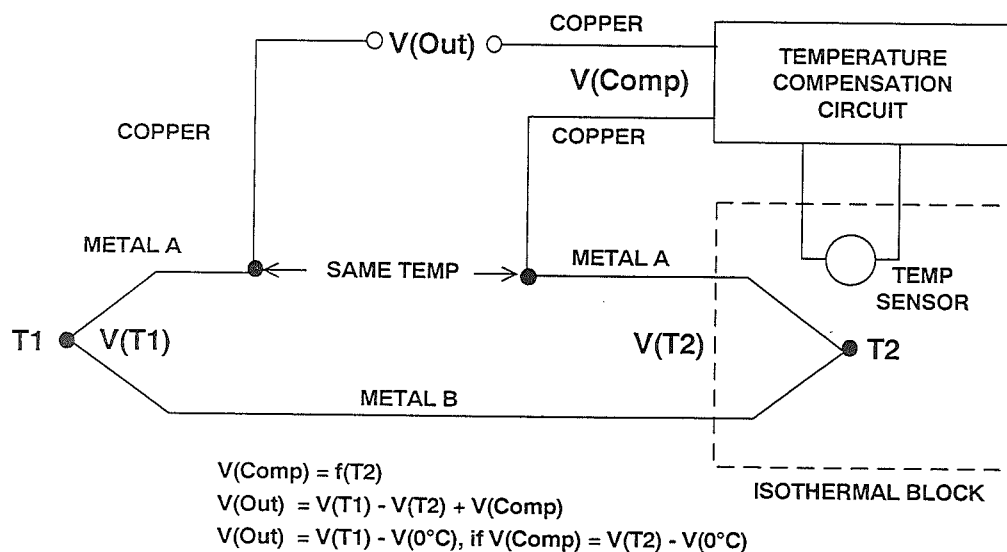 COPPER
V(Out)
TEMPERATURE
COMPENSATION
CIRCUIT
V(Comp)
COPPER
COPPER
METAL A
SAME TEMP
METAL A
TEMP
SENSOR
T1
V(T1)
V(T2)
T2
METAL B
V(Comp) = f(T2)
ISOTHERMAL BLOCK
V(Out) = V(T1) - V(T2) + V(Comp)
V(Out) = V(T1) - V(0°C), if V(Comp) = V(T2) - V(0°C)